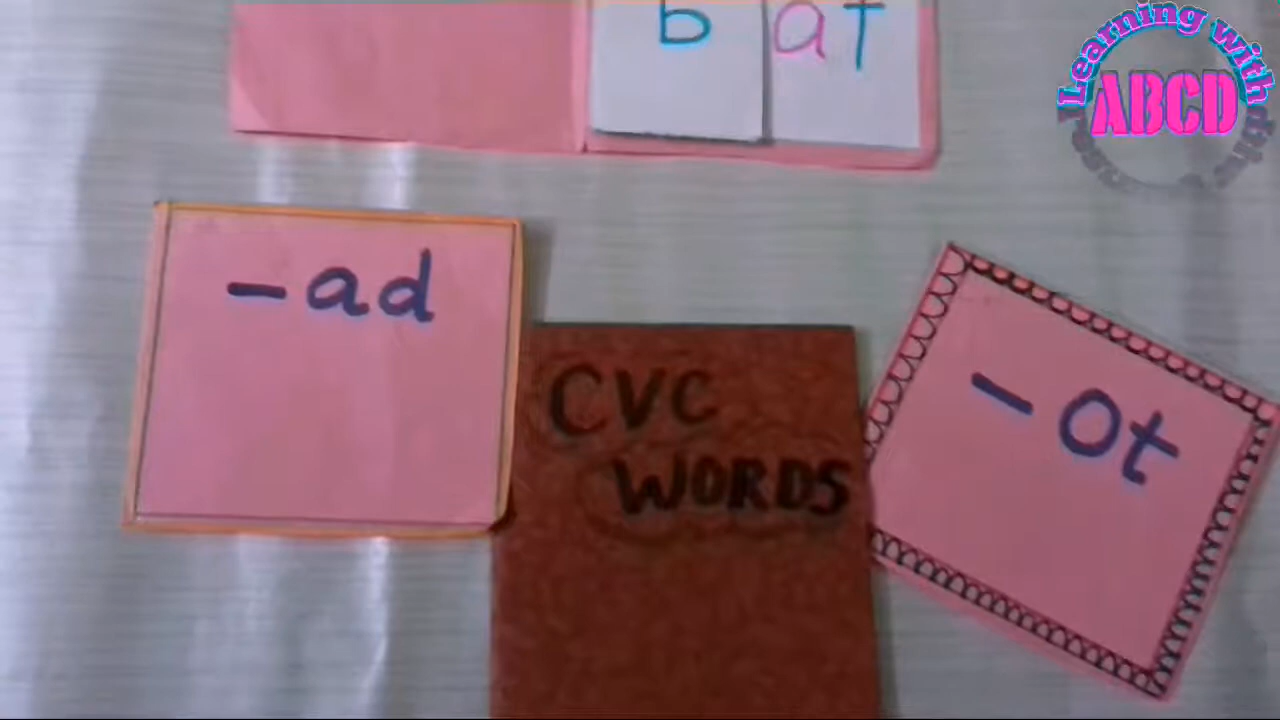 b at
Learning with
ABCD
- ad
CVC
WORDS
- ot